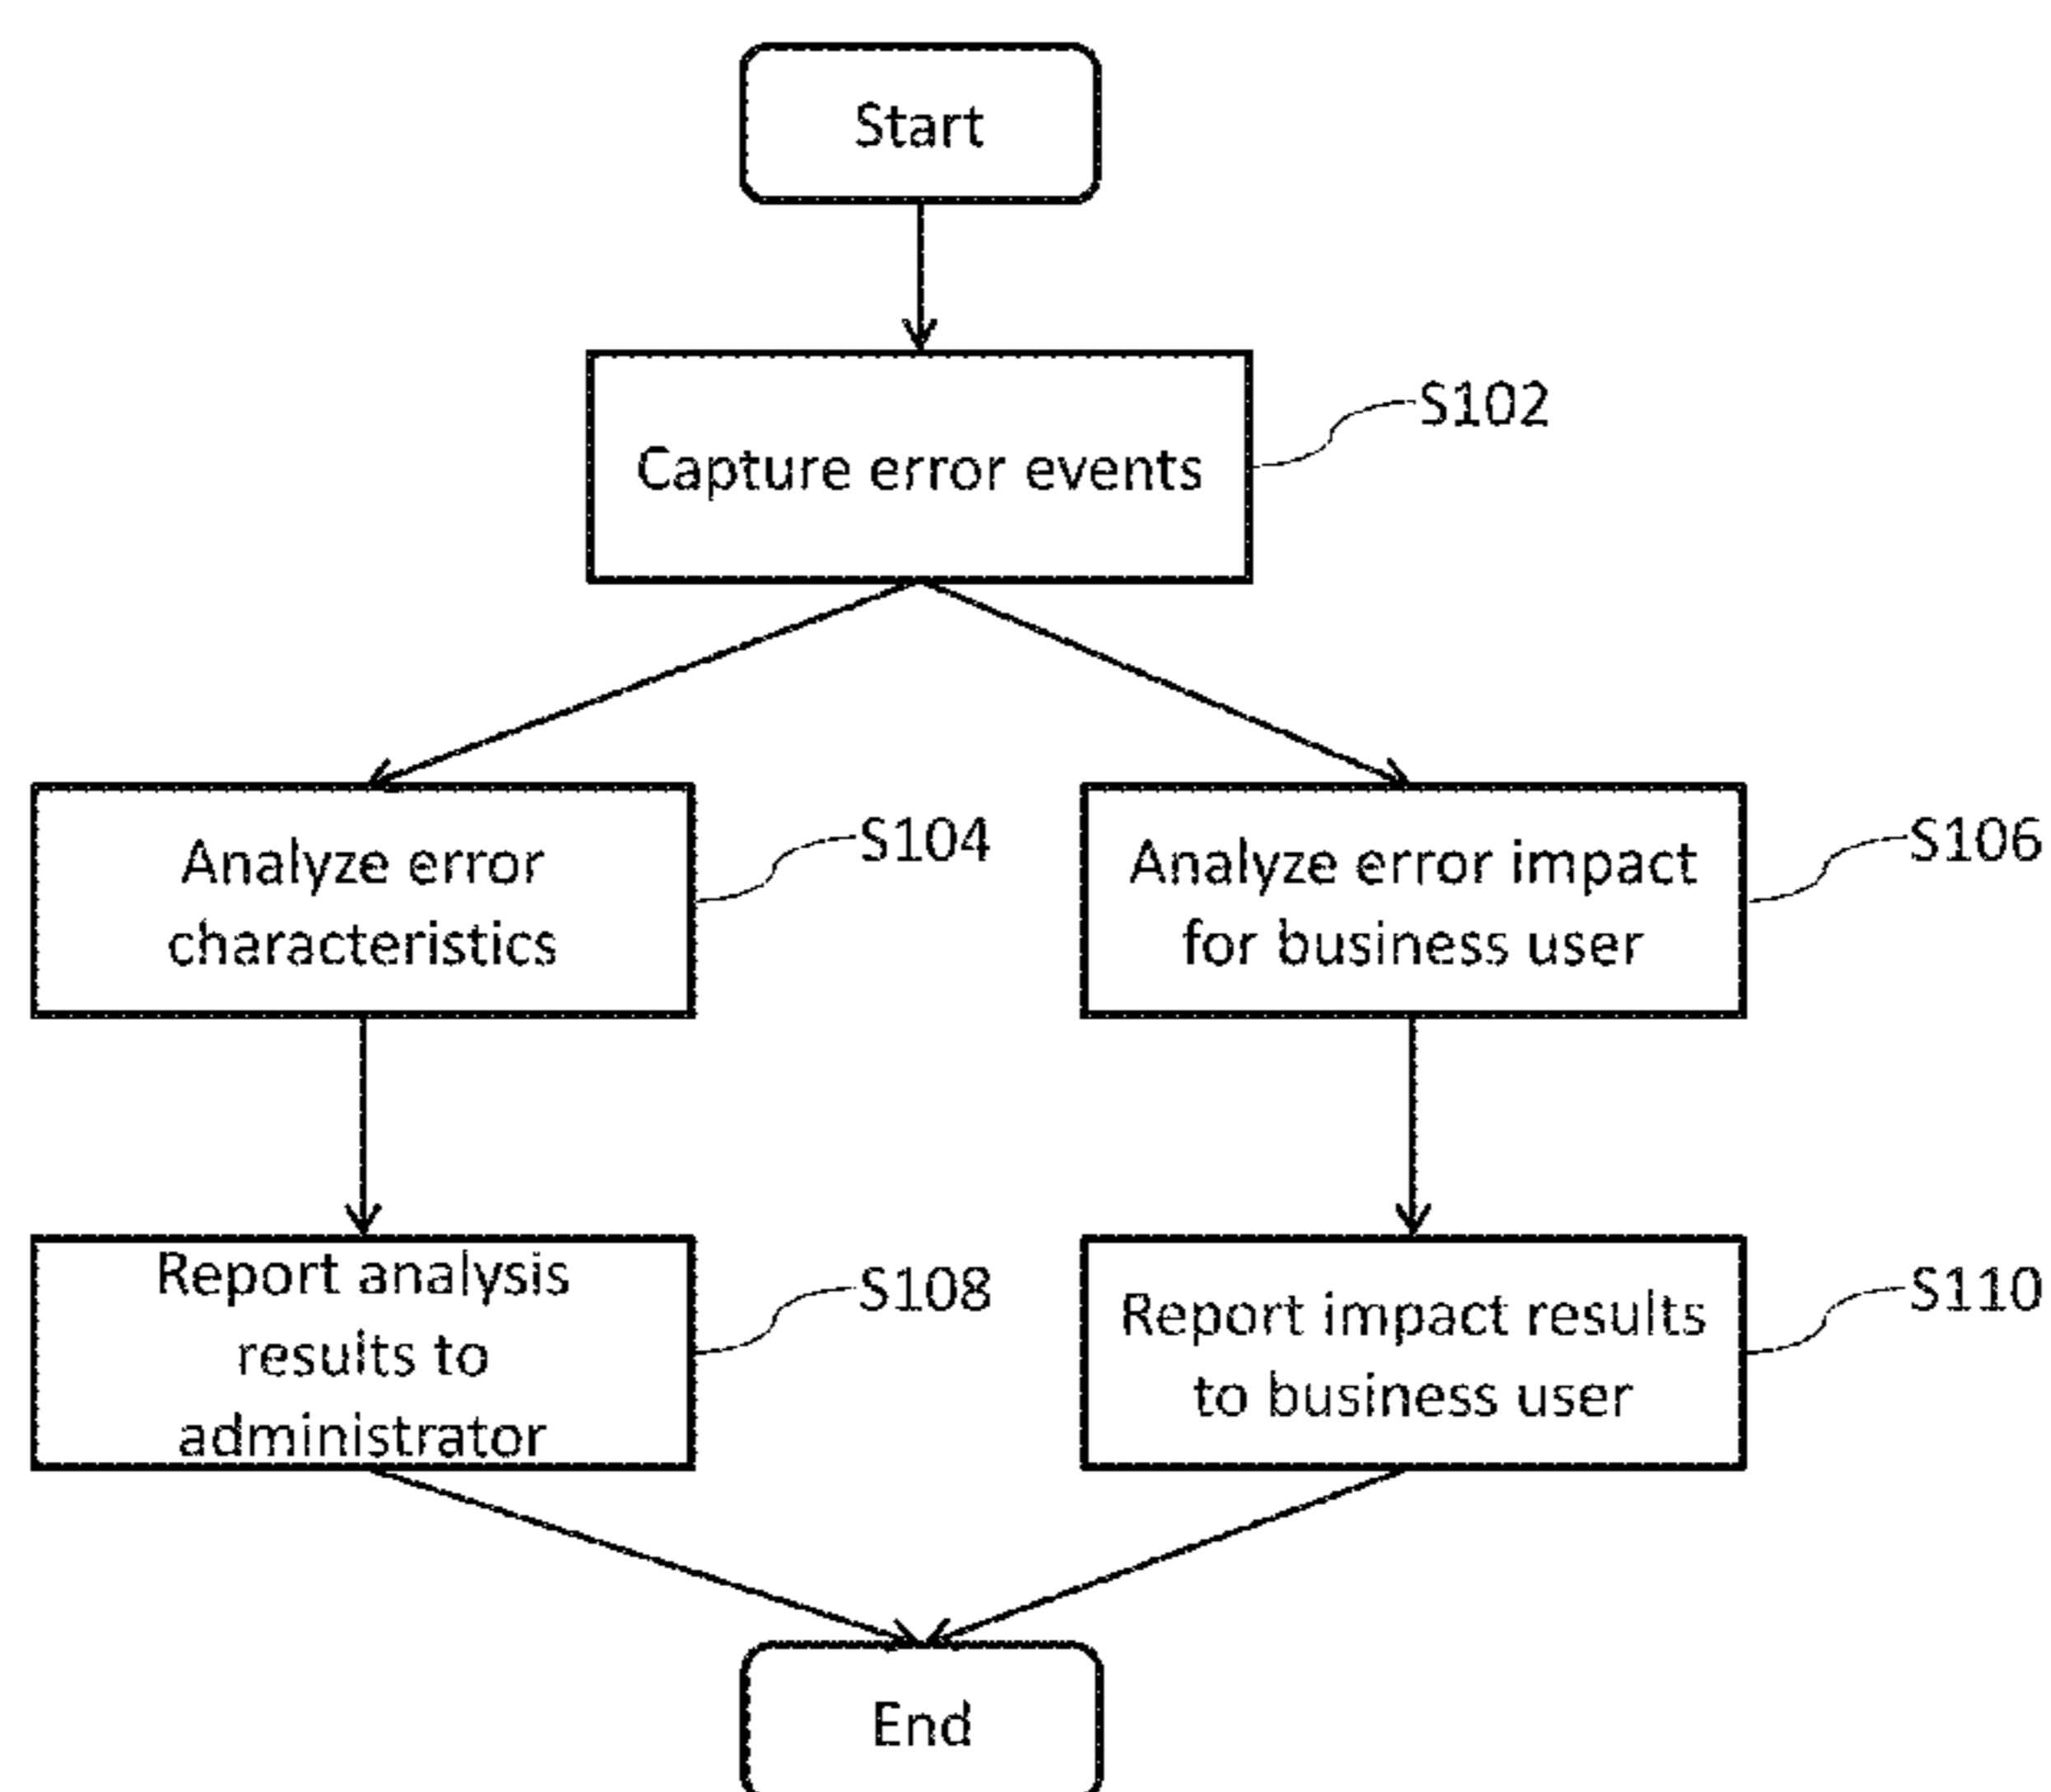 Start
Capture error events
S102
Analyze error
characteristics
S104
Analyze error impact
for business user
S106
Report analysis
results to
administrator
S108
Report impact results
to business user
S110
End